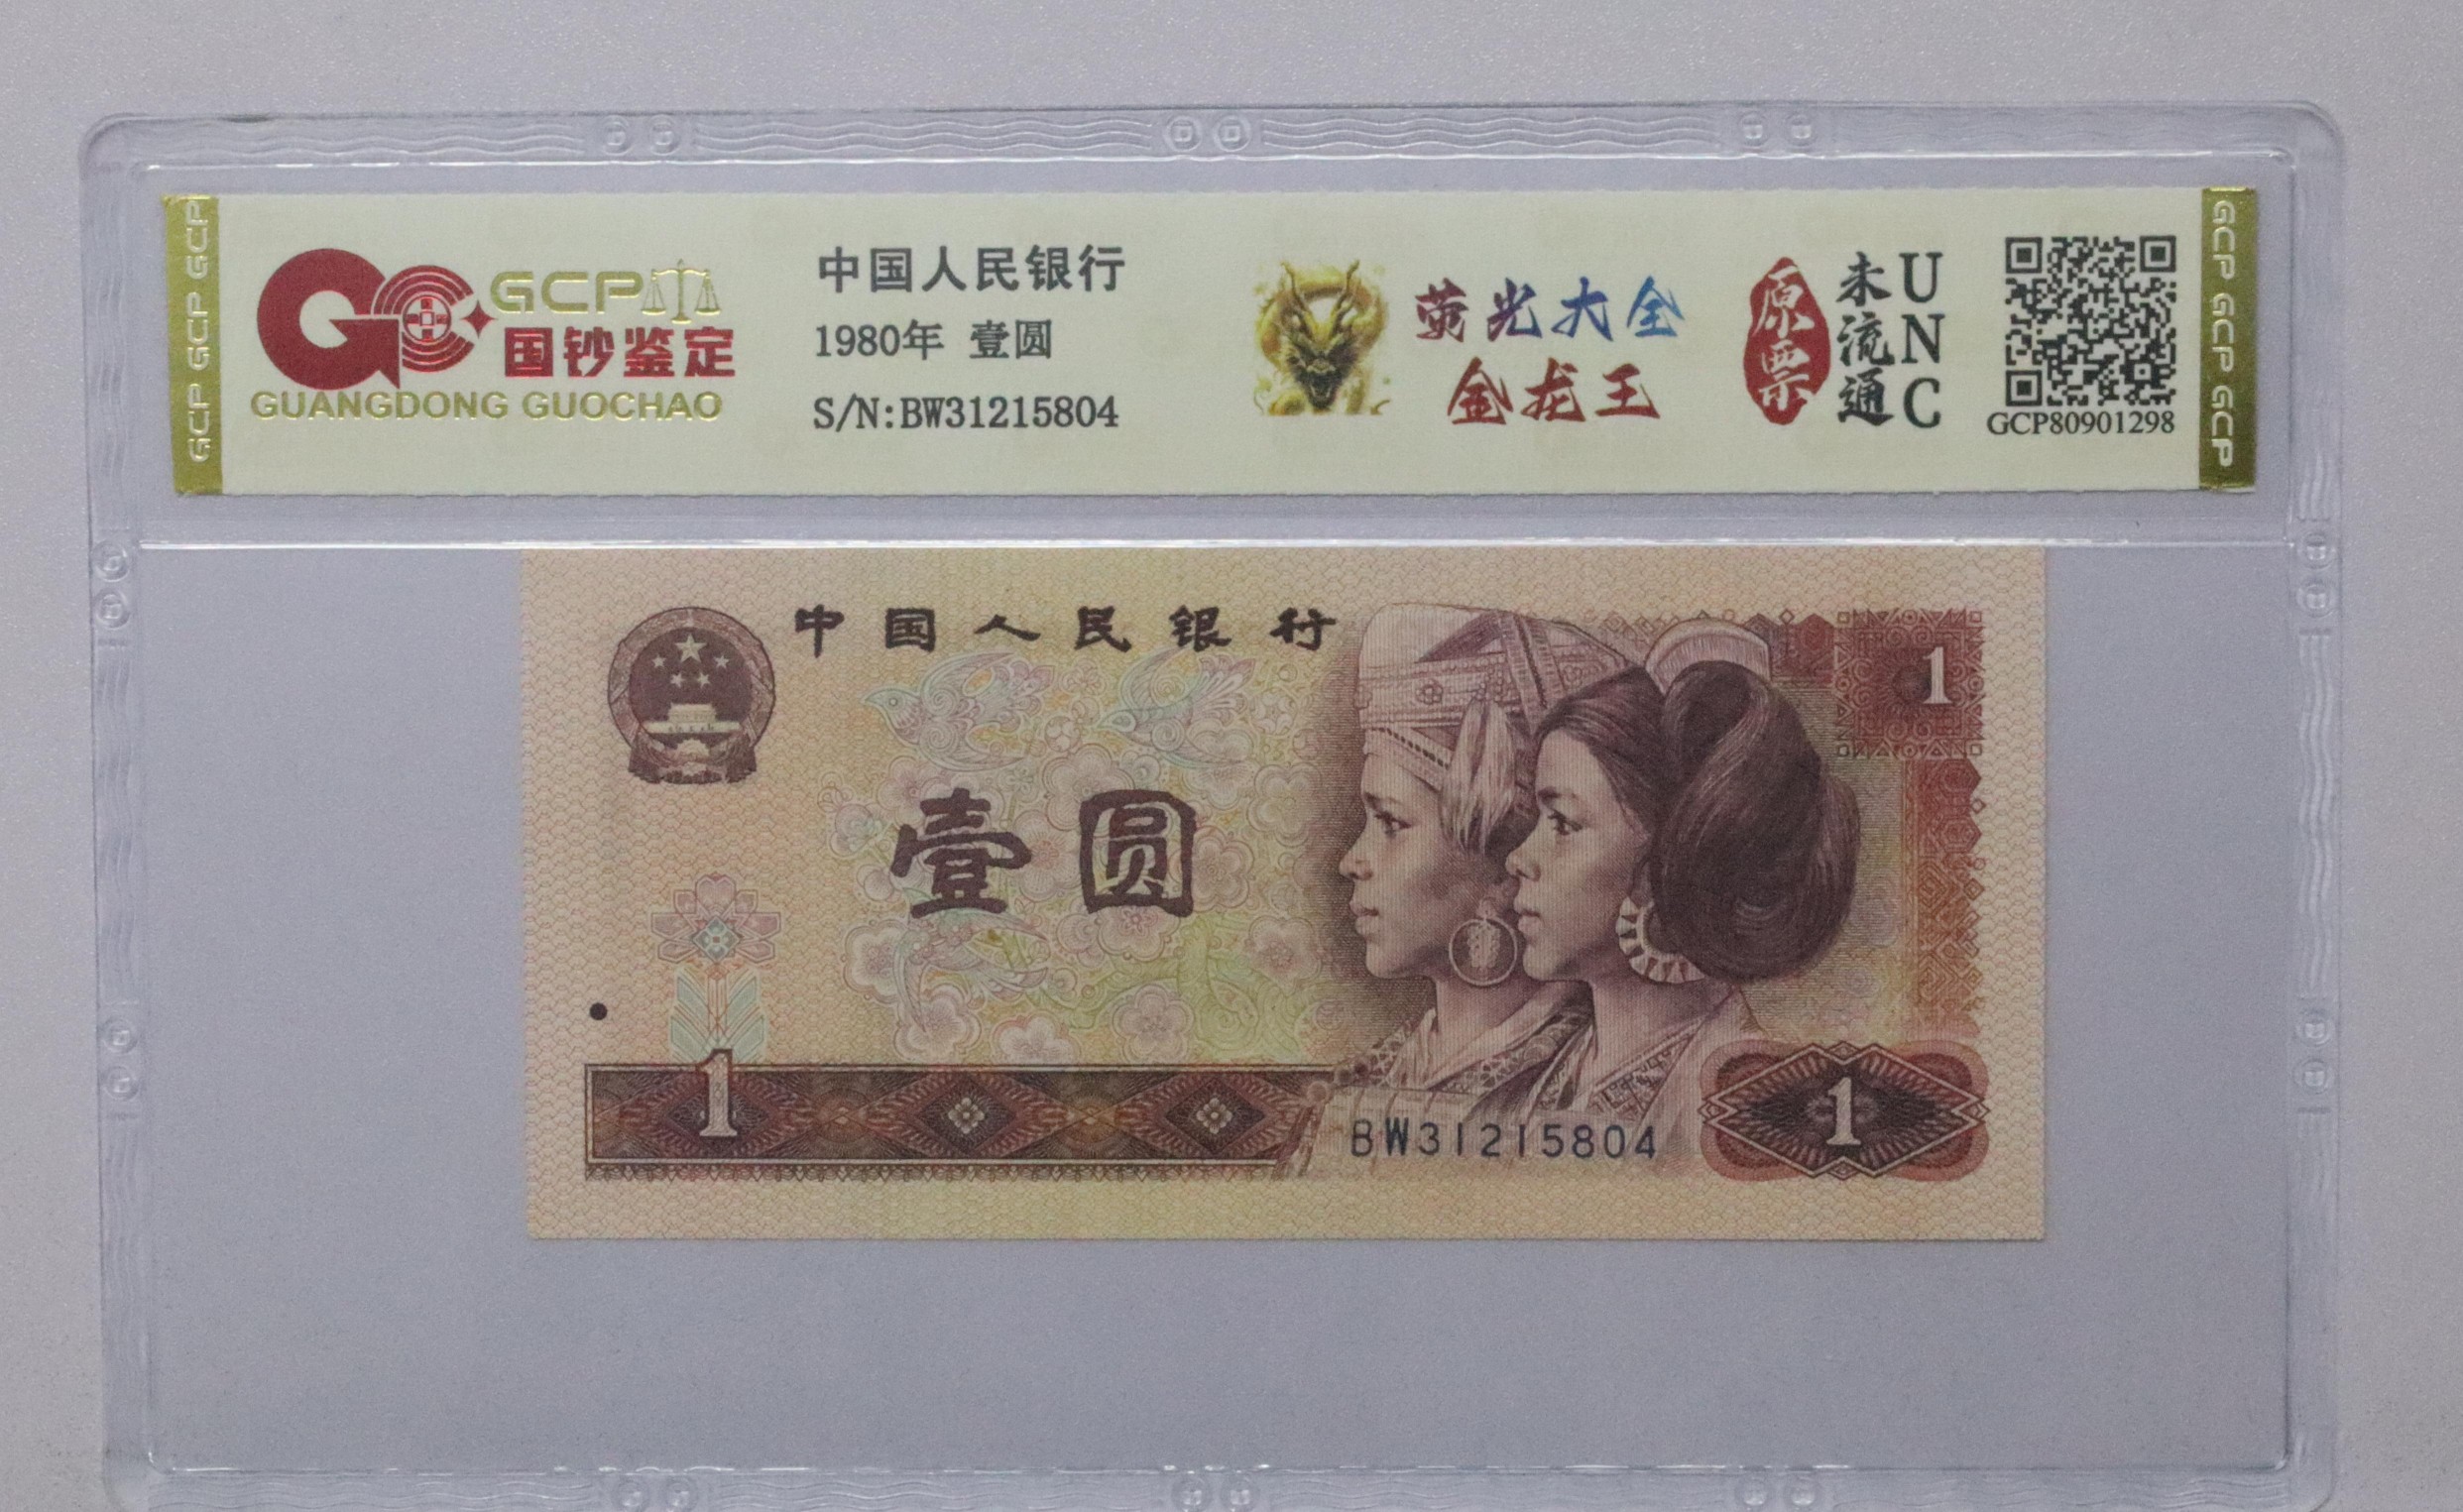 GCP GCP GCP
GCP
国钞鉴定
GUANGDONG GUOCHAO
中国人民银行
1980年 壹圆
S/N:BW31215804
荧光大全
金龙王
原票
未流通
UNC
GCP80901298
GCP GCP GCP
中国人民银行
1
壹圆
1
BW31215804
1